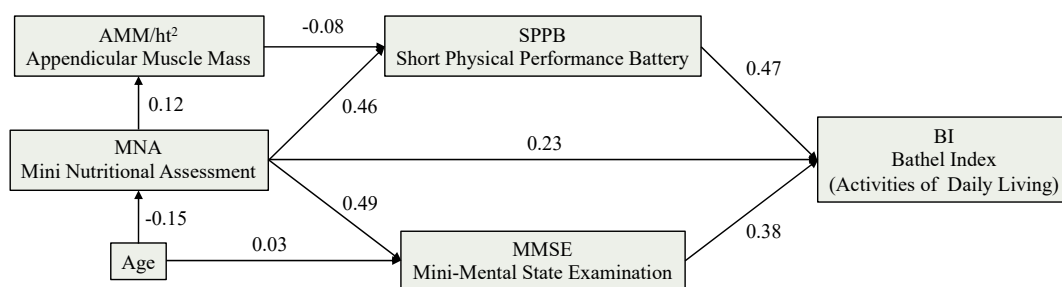 AMM/ht²
Appendicular Muscle Mass
-0.08
SPPB
Short Physical Performance Battery
0.47
0.12
0.46
MNA
Mini Nutritional Assessment
0.23
BI
Bathel Index
(Activities of Daily Living)
-0.15
0.49
0.38
Age
0.03
MMSE
Mini-Mental State Examination